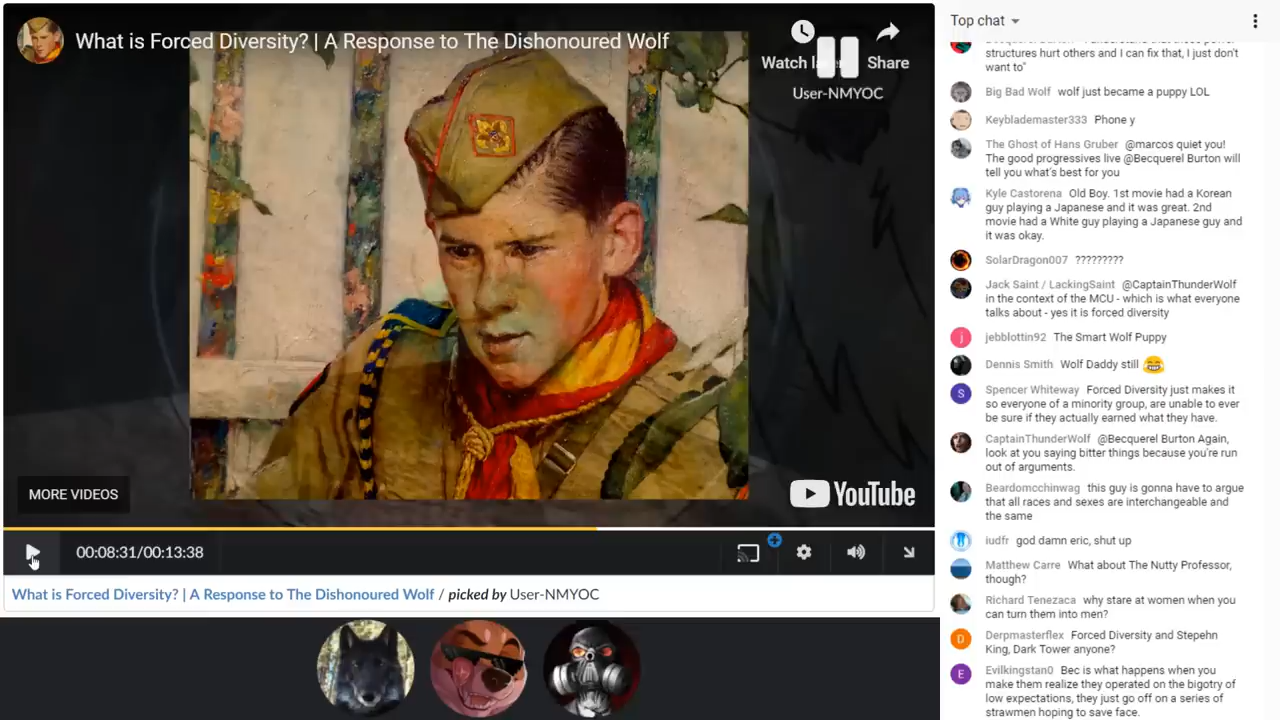 What is Forced Diversity? | A Response to The Dishonoured Wolf
Watch la
Share
User-NMYOC
MORE VIDEOS
YouTube
00:08:31/00:13:38
What is Forced Diversity? | A Response to The Dishonoured Wolf / picked by User-NMYOC
Top chat
structures hurt others and I can fix that, I just don't
want to"
Big Bad Wolf wolf just became a puppy LOL
Keyblademaster333 Phone y
The Ghost of Hans Gruber @marcos quiet you!
The good progressives live @Becquerel Burton will
tell you what's best for you
Kyle Castorena Old Boy. 1st movie had a Korean
guy playing a Japanese and it was great. 2nd
movie had a White guy playing a Japanese guy and
it was okay.
SolarDragon007 ?????????
Jack Saint / LackingSaint @CaptainThunderWolf
in the context of the MCU - which is what everyone
talks about - yes it is forced diversity
j
jebblottin92 The Smart Wolf Puppy
Dennis Smith Wolf Daddy still
S
Spencer Whiteway Forced Diversity just makes it
so everyone of a minority group, are unable to ever
be sure if they actually earned what they have.
CaptainThunderWolf @Becquerel Burton Again,
look at you saying bitter things because you're run
out of arguments.
Beardomcchinwag this guy is gonna have to argue
that all races and sexes are interchangeable and
the same
iudfr god damn eric, shut up
Matthew Carre What about The Nutty Professor,
though?
Richard Tenezaca why stare at women when you
can turn them into men?
D
Derpmasterflex Forced Diversity and Stepehn
King, Dark Tower anyone?
E
Evilkingstan0 Bec is what happens when you
make them realize they operated on the bigotry of
low expectations, they just go off on a series of
strawmen hoping to save face.